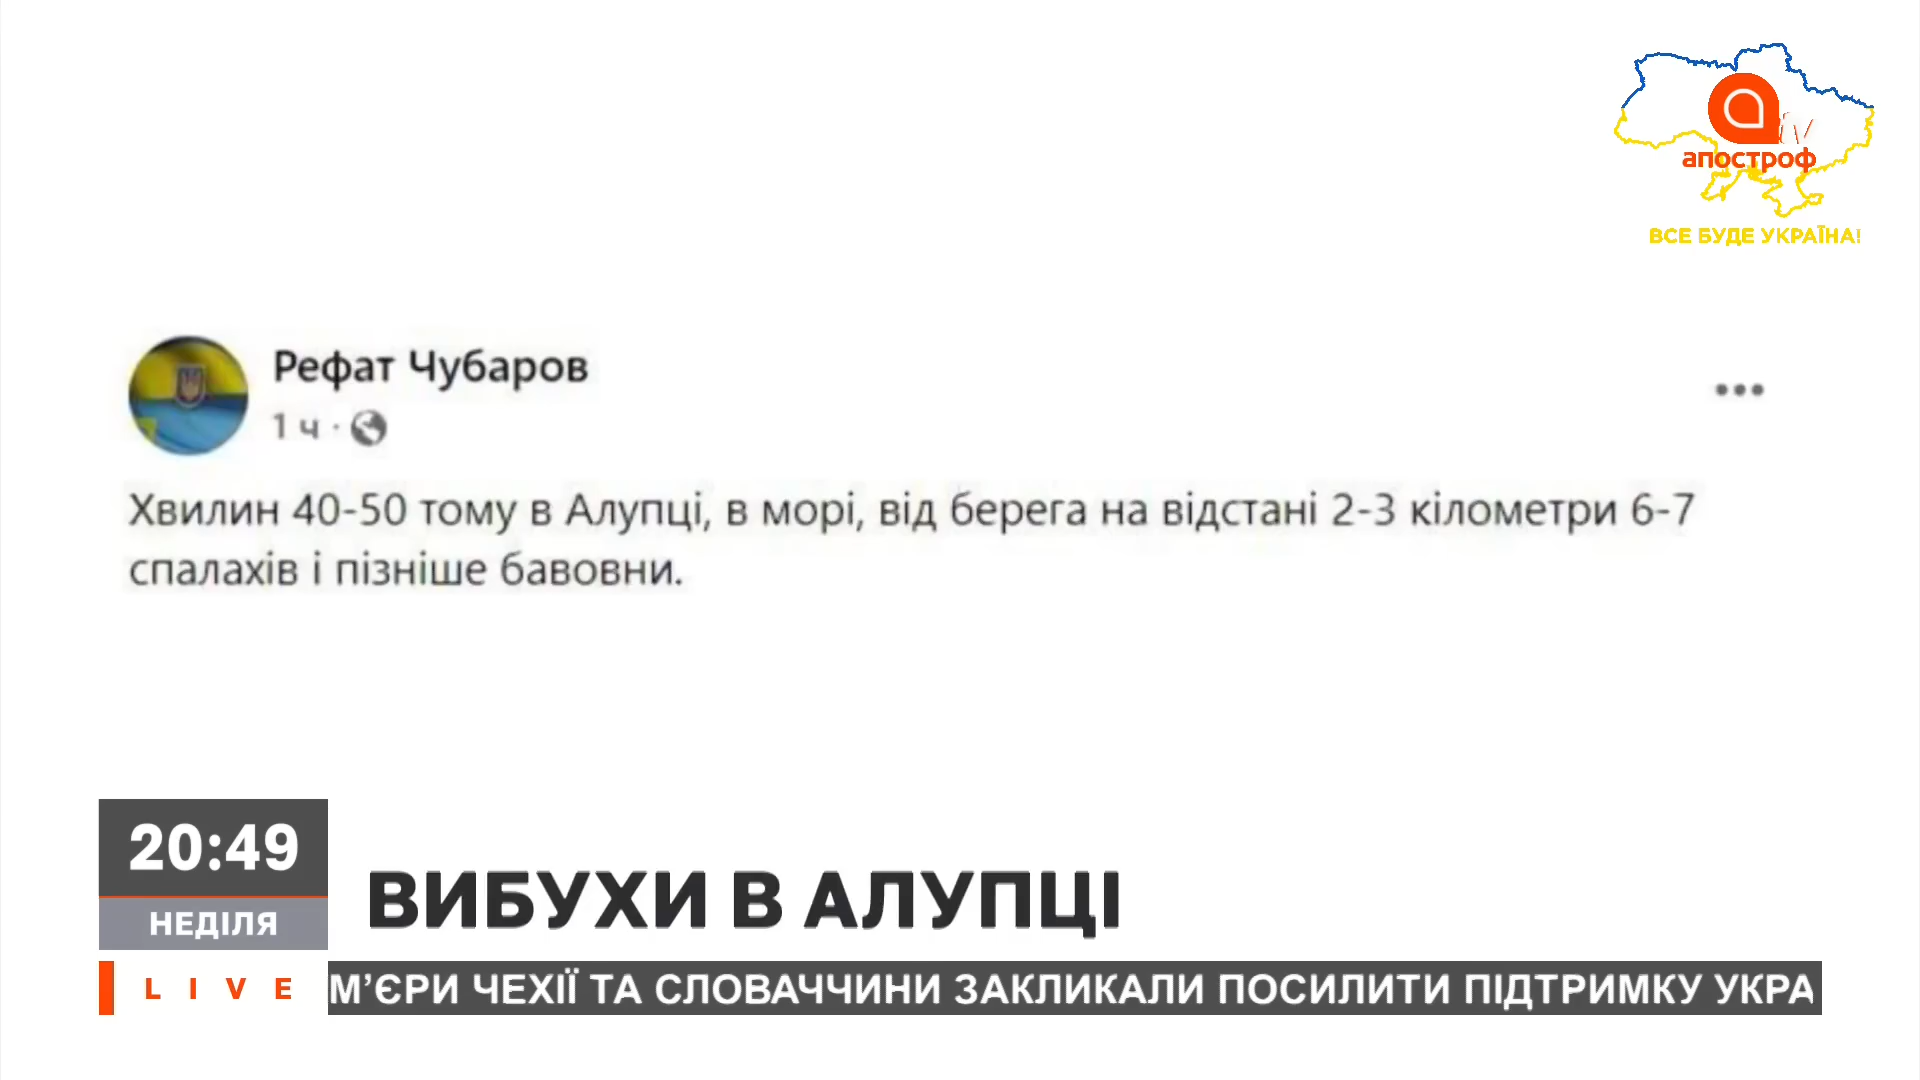 tv
апостроф
ВСЕ БУДЕ УКРАЇНА!
Рефат Чубаров
1 ч ·
Хвилин 40-50 тому в Алупці, в морі, від берега на відстані 2-3 кілометри 6-7
спалахів і пізніше бавовни.
20:49
НЕДІЛЯ
ВИБУХИ В АЛУПЦІ
LIVE
М’ЄРИ ЧЕХІЇ ТА СЛОВАЧЧИНИ ЗАКЛИКАЛИ ПОСИЛИТИ ПІДТРИМКУ УКРА